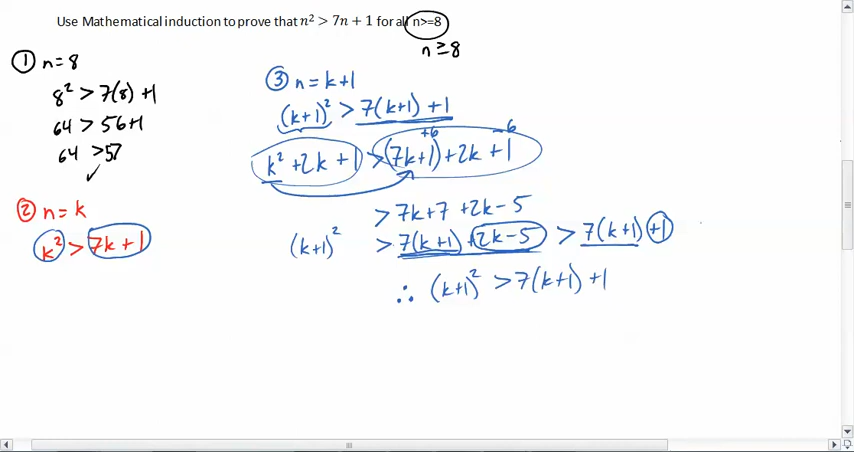 Use Mathematical induction to prove that n² > 7n + 1 for all n>=8
n ≥ 8
① n = 8
8² > 7(8) + 1
64 > 56+1
64 > 57
✓
② n = k
k² > 7k + 1
③ n = k+1
(k+1)² > 7(k+1) + 1
+6 -6
k² + 2k + 1 > (7k+1) + 2k + 1
> 7k+7 + 2k - 5
(k+1)² > 7(k+1) + 2k - 5 > 7(k+1) + 1
∴ (k+1)² > 7(k+1) + 1